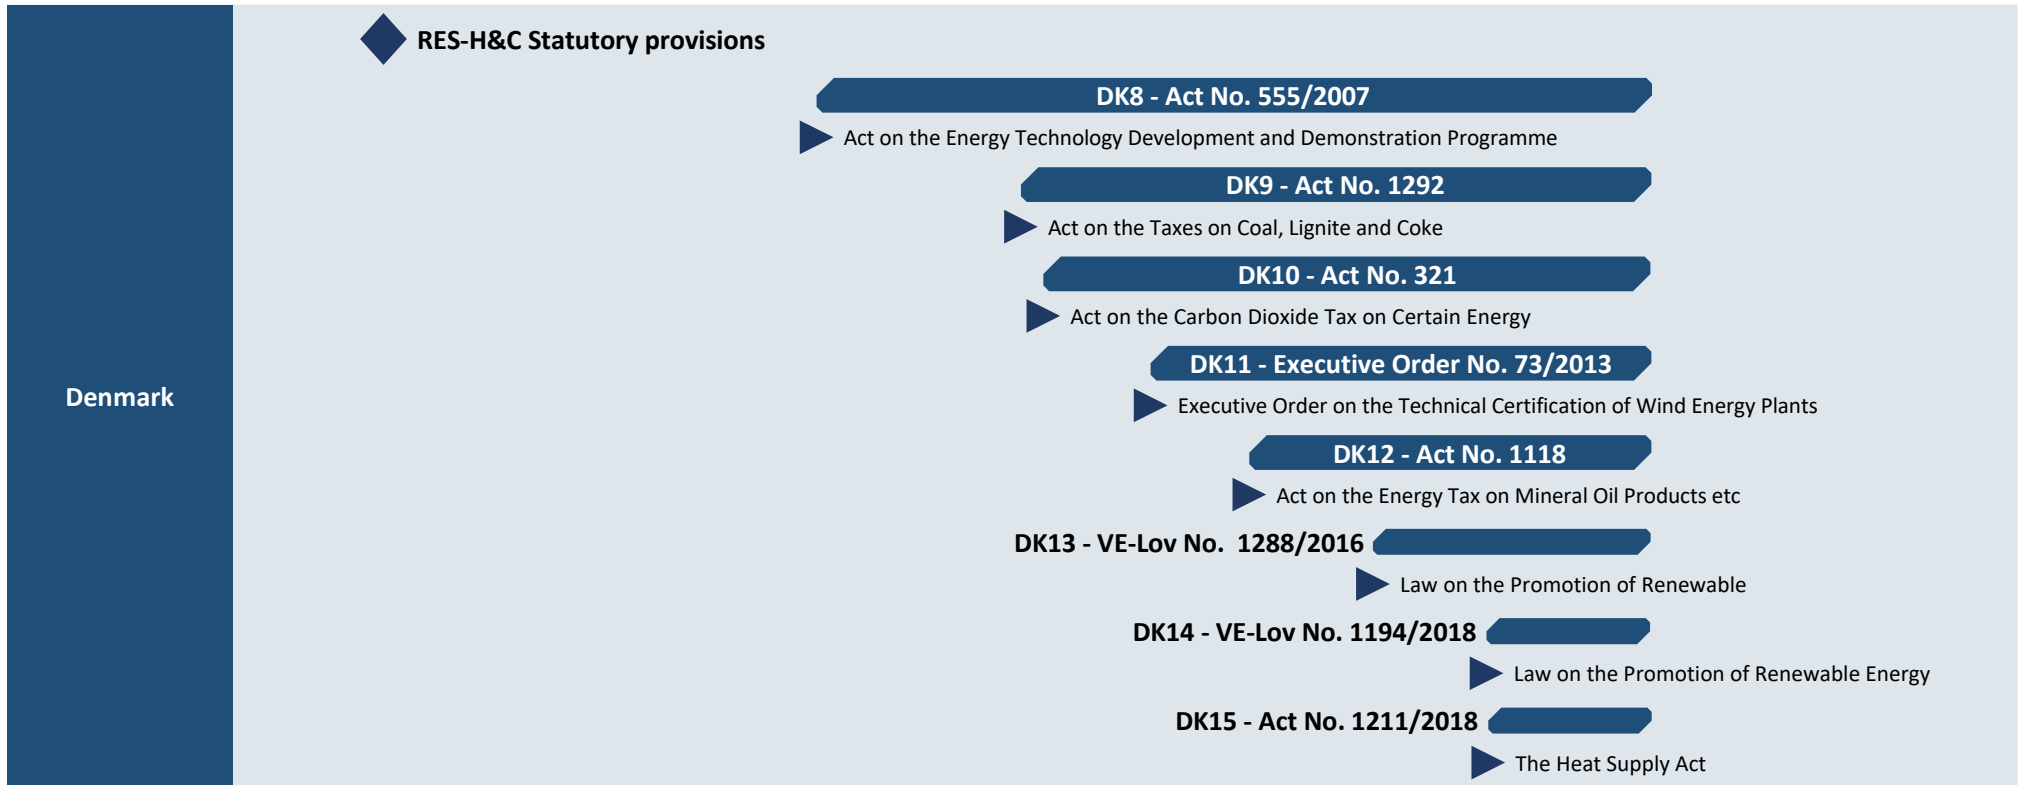 Denmark
RES-H&C Statutory provisions
DK8 - Act No. 555/2007
Act on the Energy Technology Development and Demonstration Programme
DK9 - Act No. 1292
Act on the Taxes on Coal, Lignite and Coke
DK10 - Act No. 321
Act on the Carbon Dioxide Tax on Certain Energy
DK11 - Executive Order No. 73/2013
Executive Order on the Technical Certification of Wind Energy Plants
DK12 - Act No. 1118
Act on the Energy Tax on Mineral Oil Products etc
DK13 - VE-Lov No.  1288/2016
Law on the Promotion of Renewable
DK14 - VE-Lov No. 1194/2018
Law on the Promotion of Renewable Energy
DK15 - Act No. 1211/2018
The Heat Supply Act